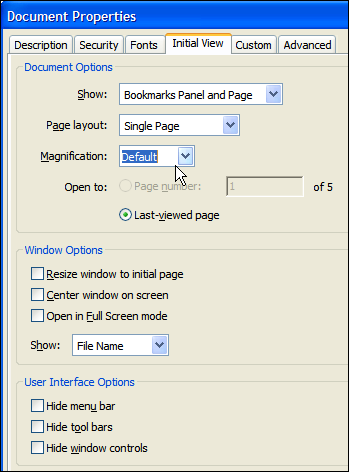 Document Properties
Description Security Fonts Initial View Custom Advanced
Document Options
Show: Bookmarks Panel and Page
Page layout: Single Page
Magnification: Default
Open to: Page number: 1 of 5
Last-viewed page
Window Options
Resize window to initial page
Center window on screen
Open in Full Screen mode
Show: File Name
User Interface Options
Hide menu bar
Hide tool bars
Hide window controls